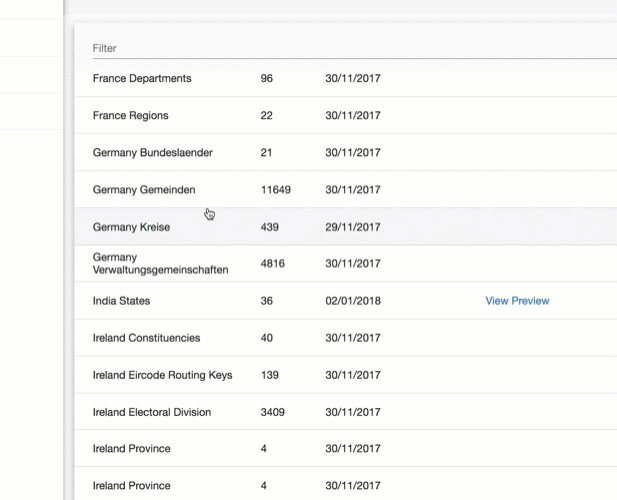 Filter
France Departments 96 30/11/2017
France Regions 22 30/11/2017
Germany Bundeslaender 21 30/11/2017
Germany Gemeinden 11649 30/11/2017
Germany Kreise 439 29/11/2017
Germany
Verwaltungsgemeinschaften 4816 30/11/2017
India States 36 02/01/2018 View Preview
Ireland Constituencies 40 30/11/2017
Ireland Eircode Routing Keys 139 30/11/2017
Ireland Electoral Division 3409 30/11/2017
Ireland Province 4 30/11/2017
Ireland Province 4 30/11/2017